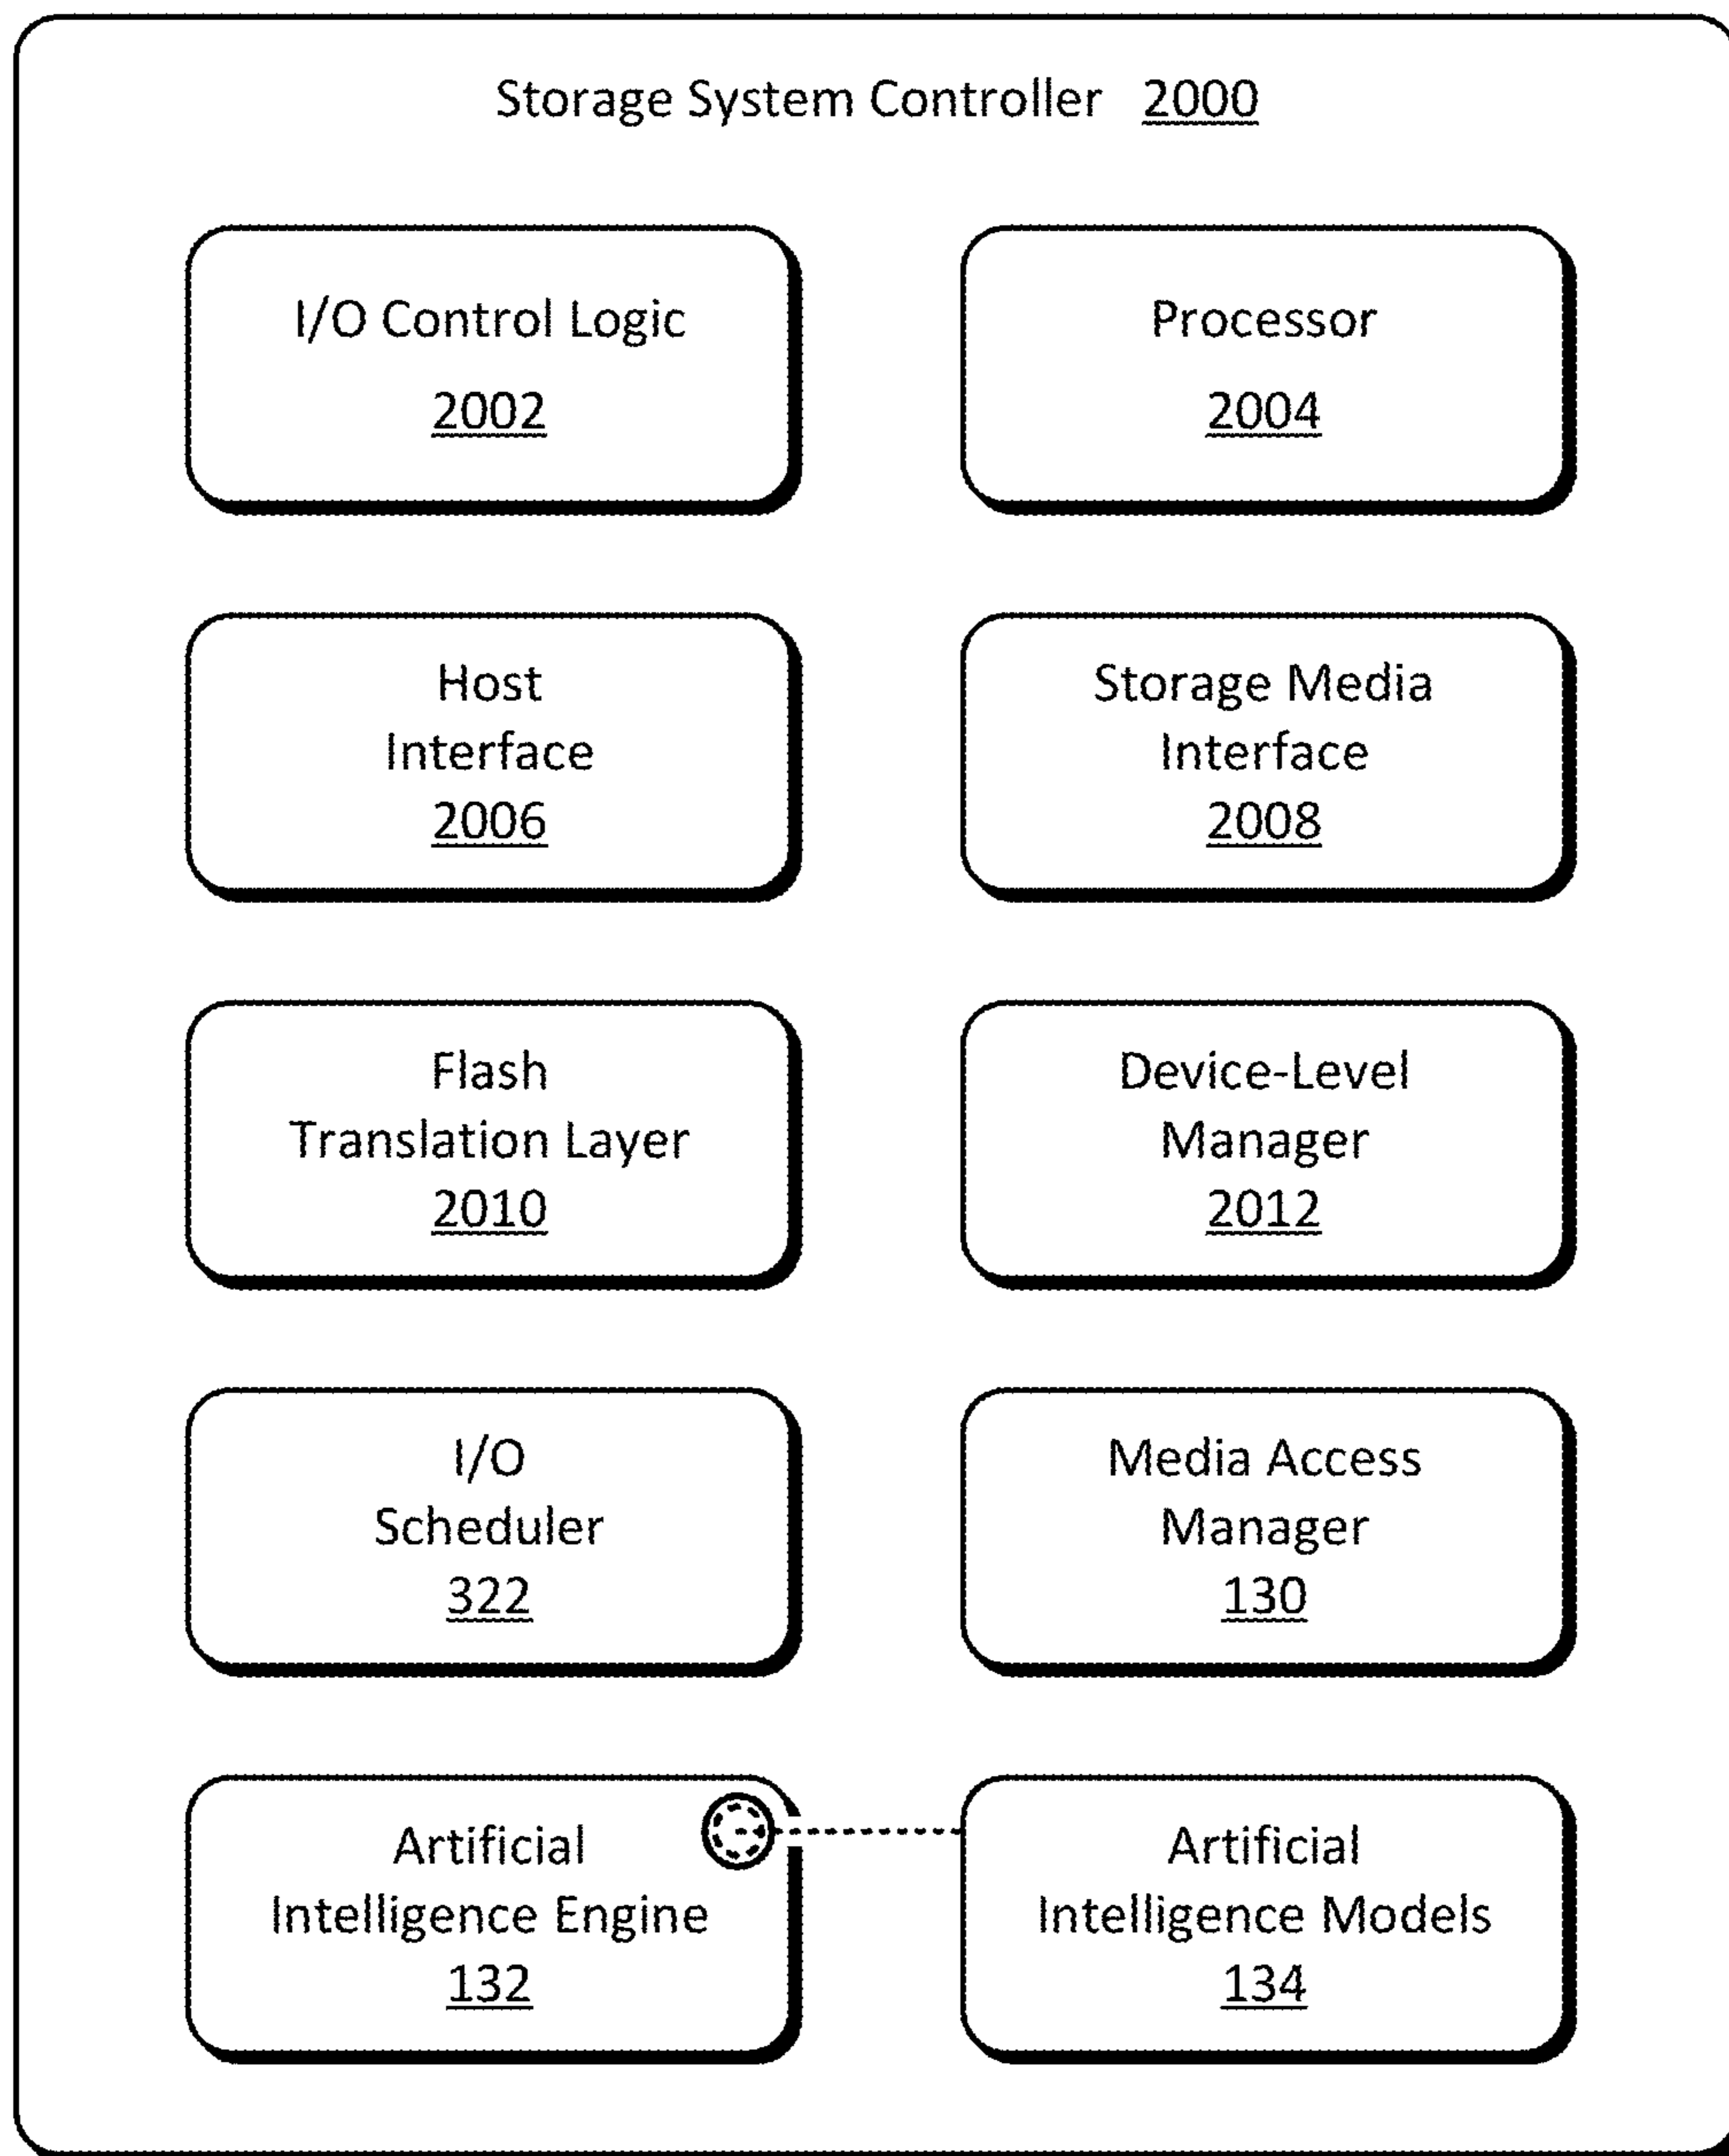 Storage System Controller 2000
I/O Control Logic
2002
Processor
2004
Host
Interface
2006
Storage Media
Interface
2008
Flash
Translation Layer
2010
Device-Level
Manager
2012
I/O
Scheduler
322
Media Access
Manager
130
Artificial
Intelligence Engine
132
Artificial
Intelligence Models
134